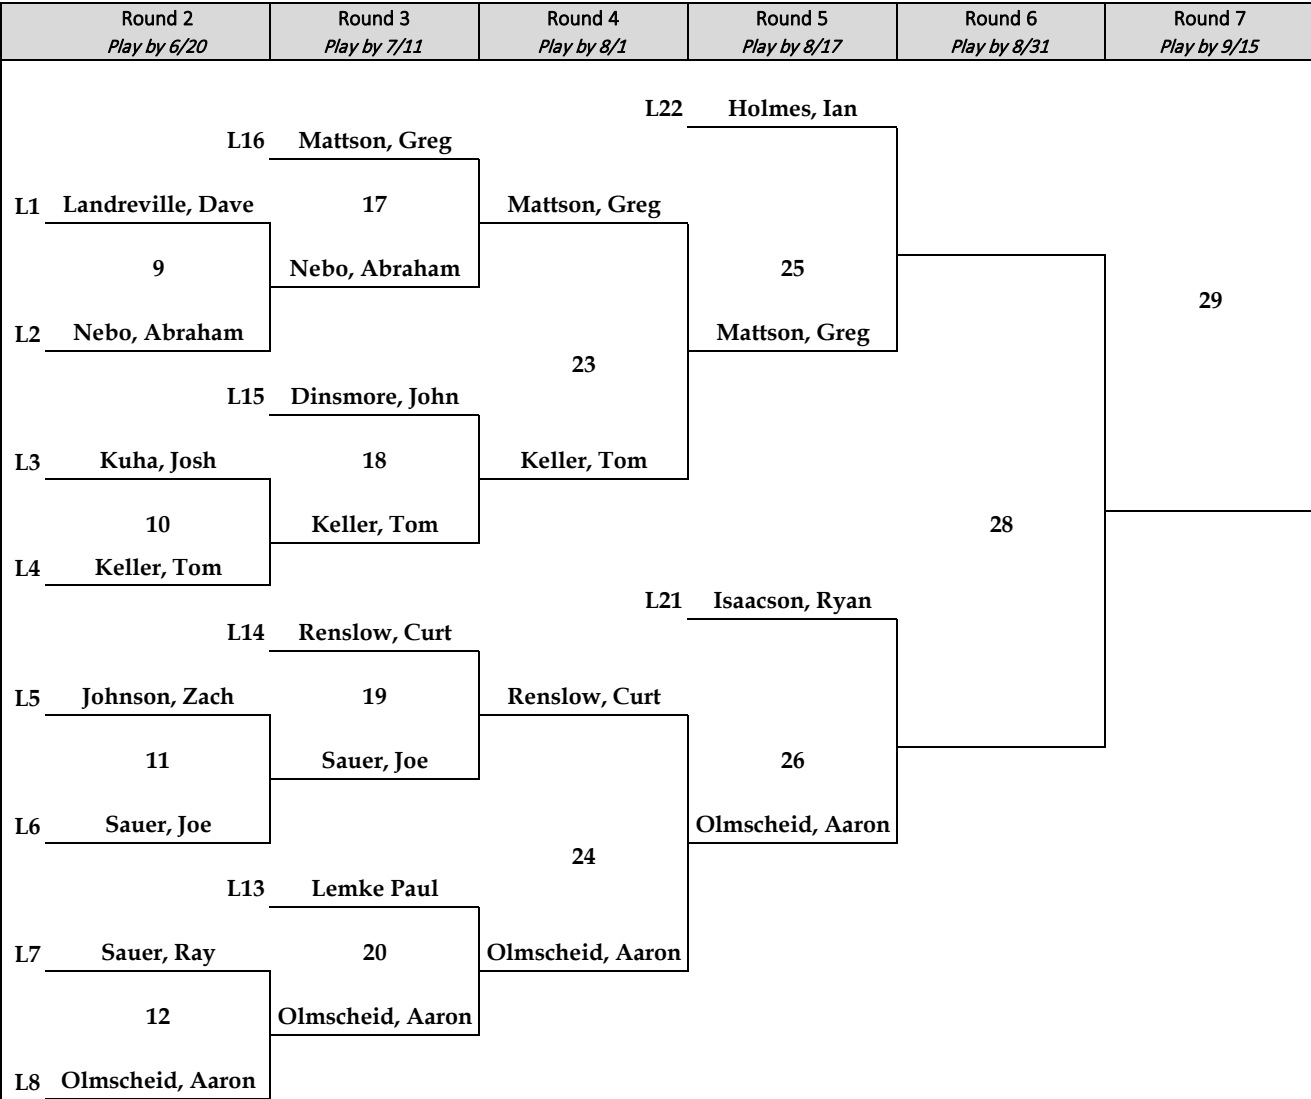 Round 2 Round 3 Round 4 Round 5 Round 6 Round 7
Play by 6/20 Play by 7/11 Play by 8/1 Play by 8/17 Play by 8/31 Play by 9/15
L22 Holmes, Ian
L16 Mattson, Greg
L1 Landreville, Dave 17 Mattson, Greg
9 Nebo, Abraham 25
29
L2 Nebo, Abraham Mattson, Greg
23
L15 Dinsmore, John
L3 Kuha, Josh 18 Keller, Tom
10 Keller, Tom 28
L4 Keller, Tom
L21 Isaacson, Ryan
L14 Renslow, Curt
L5 Johnson, Zach 19 Renslow, Curt
11 Sauer, Joe 26
L6 Sauer, Joe Olmscheid, Aaron
24
L13 Lemke Paul
L7 Sauer, Ray 20 Olmscheid, Aaron
12 Olmscheid, Aaron
L8 Olmscheid, Aaron